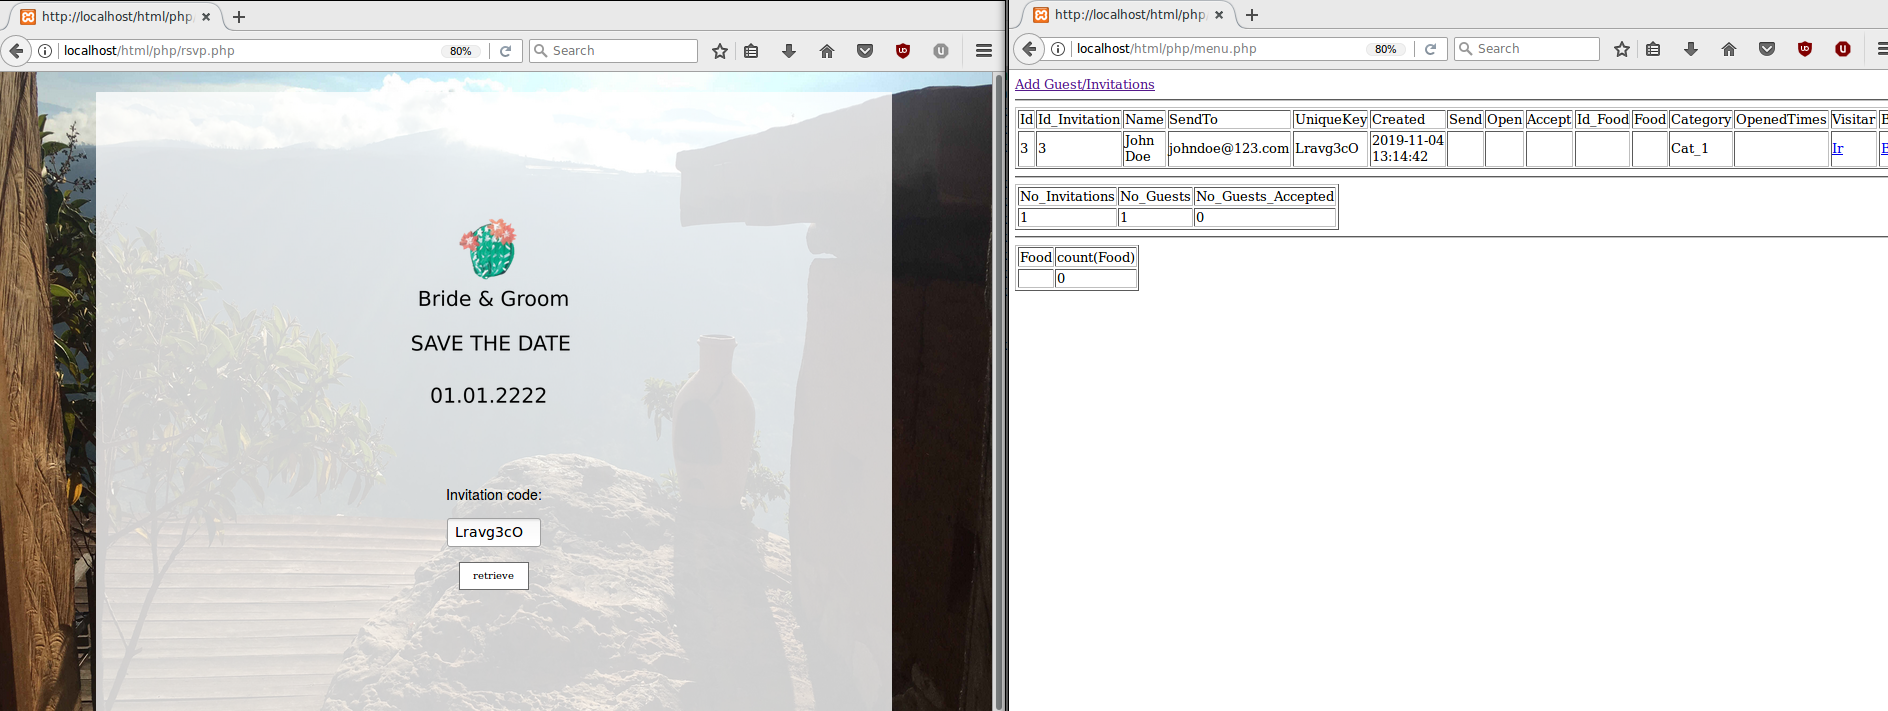 http://localhost/html/php
localhost/html/php/rsvp.php
80%
Search
Bride & Groom
SAVE THE DATE
01.01.2222
Invitation code:
Lravg3cO
retrieve
http://localhost/html/php
localhost/html/php/menu.php
80%
Search
Add Guest/Invitations
Id Id_Invitation Name SendTo UniqueKey Created Send Open Accept Id_Food Food Category OpenedTimes Visitar
3 3 John Doe johndoe@123.com Lravg3cO 2019-11-04 13:14:42 Cat_1 Ir
No_Invitations No_Guests No_Guests_Accepted
1 1 0
Food count(Food)
0